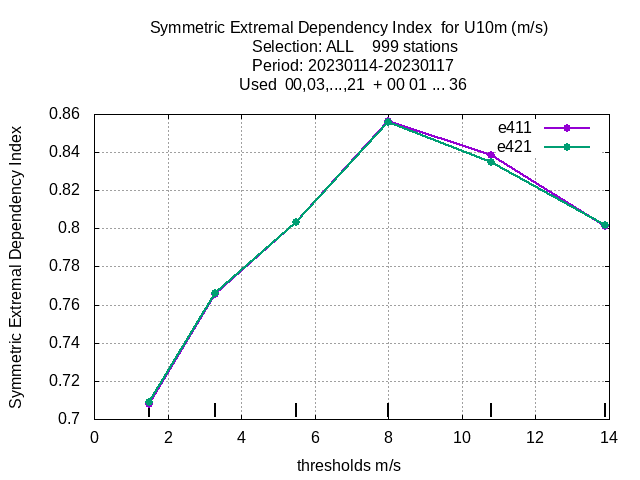 Symmetric Extremal Dependency Index  for U10m (m/s)
Selection: ALL    999 stations
Period: 20230114-20230117
Used  00,03,...,21  + 00 01 ... 36
Symmetric Extremal Dependency Index
0.86
0.84
0.82
0.8
0.78
0.76
0.74
0.72
0.7
e411
e421
0 2 4 6 8 10 12 14
thresholds m/s